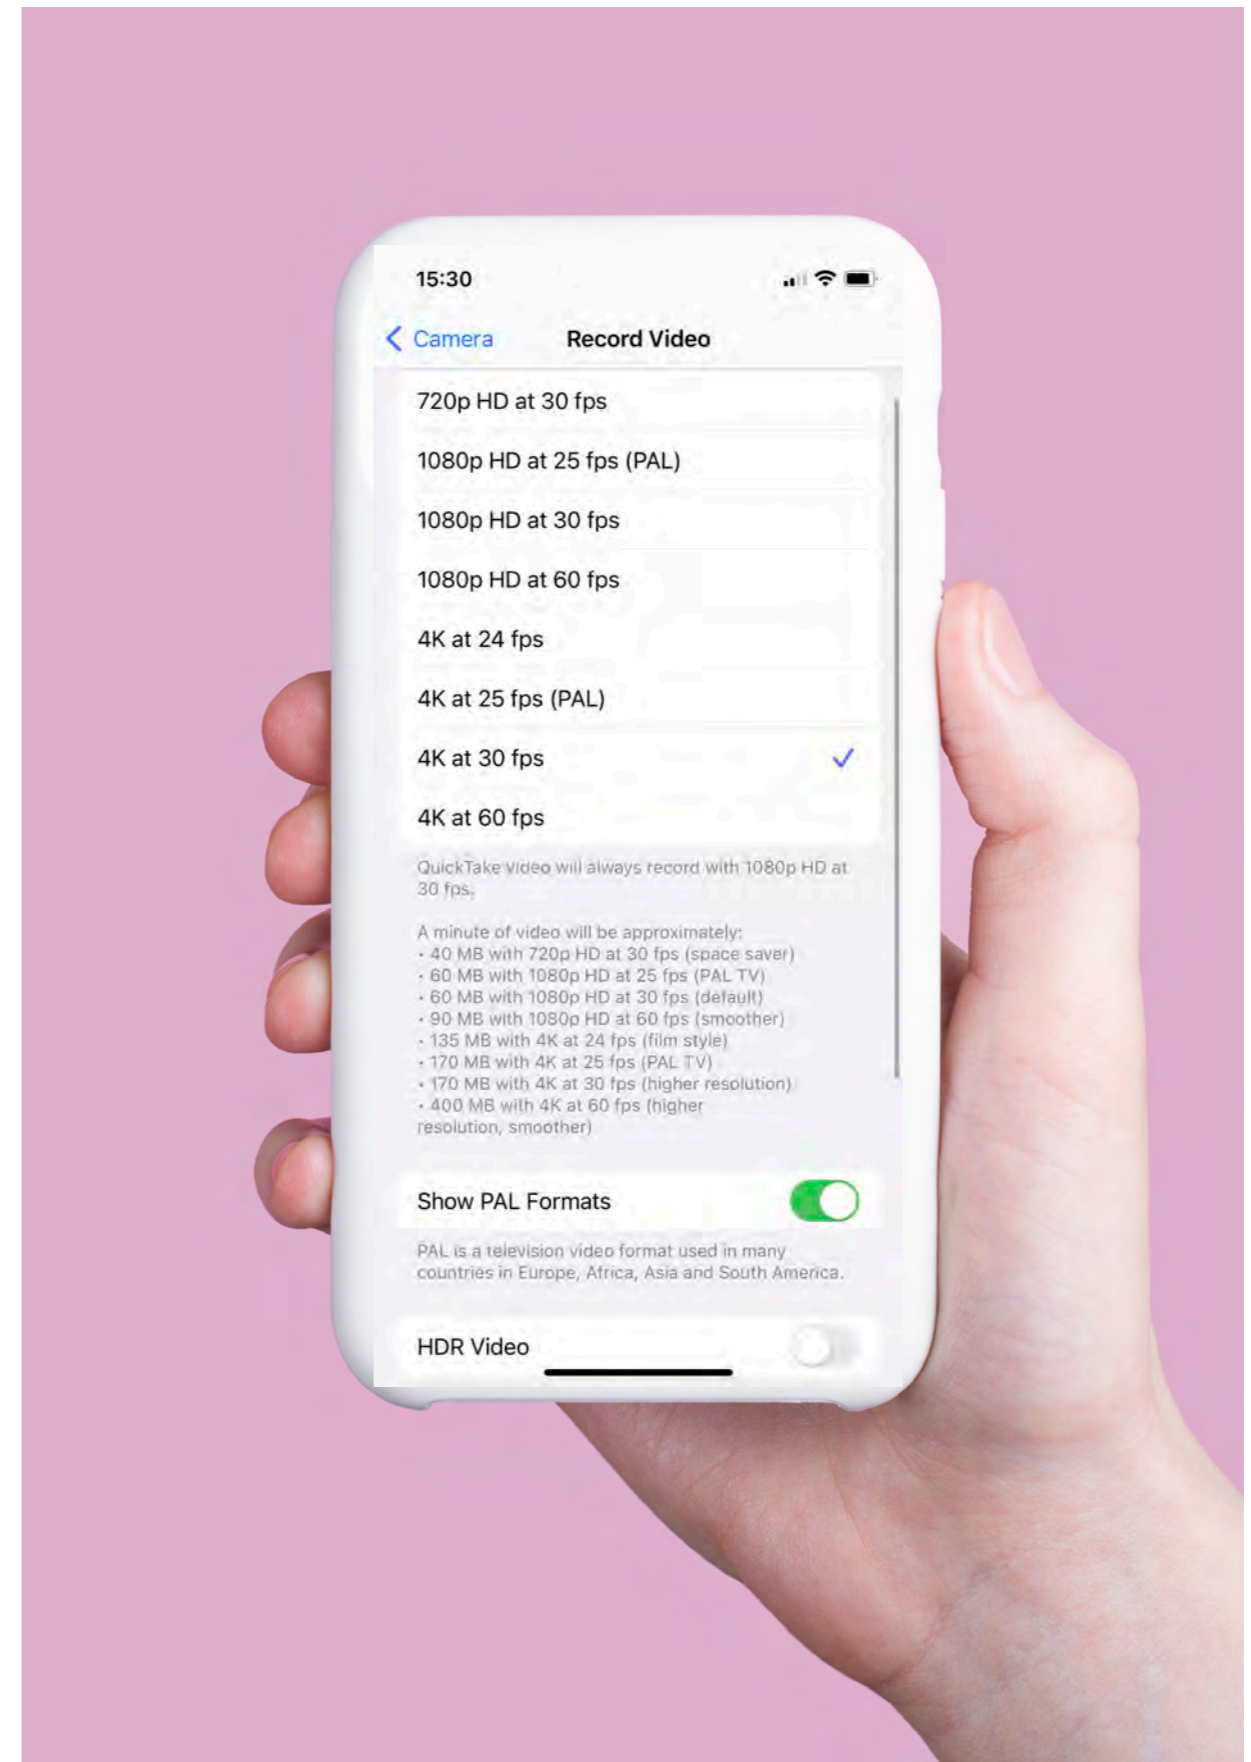 15:30
Camera
Record Video
720p HD at 30 fps
1080p HD at 25 fps (PAL)
1080p HD at 30 fps
1080p HD at 60 fps
4K at 24 fps
4K at 25 fps (PAL)
4K at 30 fps
4K at 60 fps
QuickTake video will always record with 1080p HD at
30 fps.
A minute of video will be approximately:
• 40 MB with 720p HD at 30 fps (space saver)
• 60 MB with 1080p HD at 25 fps (PAL TV)
• 60 MB with 1080p HD at 30 fps (default)
• 90 MB with 1080p HD at 60 fps (smoother)
• 135 MB with 4K at 24 fps (film style)
• 170 MB with 4K at 25 fps (PAL TV)
• 170 MB with 4K at 30 fps (higher resolution)
• 400 MB with 4K at 60 fps (higher
resolution, smoother)
Show PAL Formats
PAL is a television video format used in many
countries in Europe, Africa, Asia and South America.
HDR Video